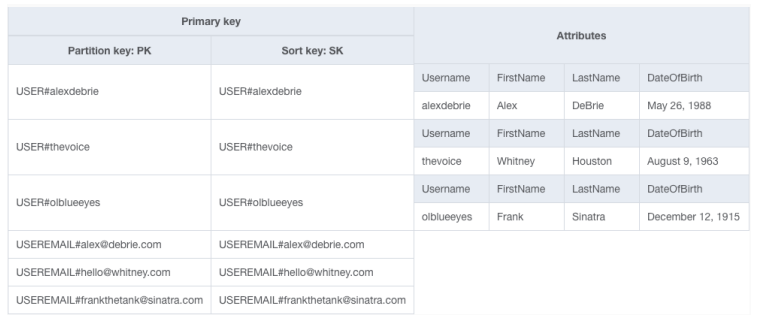 Primary key
Attributes
Partition key: PK Sort key: SK
Username FirstName LastName DateOfBirth
USER#alexdebrie USER#alexdebrie
alexdebrie Alex DeBrie May 26, 1988
Username FirstName LastName DateOfBirth
USER#thevoice USER#thevoice
thevoice Whitney Houston August 9, 1963
Username FirstName LastName DateOfBirth
USER#olblueeyes USER#olblueeyes
olblueeyes Frank Sinatra December 12, 1915
USEREMAIL#alex@debrie.com USEREMAIL#alex@debrie.com
USEREMAIL#hello@whitney.com USEREMAIL#hello@whitney.com
USEREMAIL#frankthetank@sinatra.com USEREMAIL#frankthetank@sinatra.com